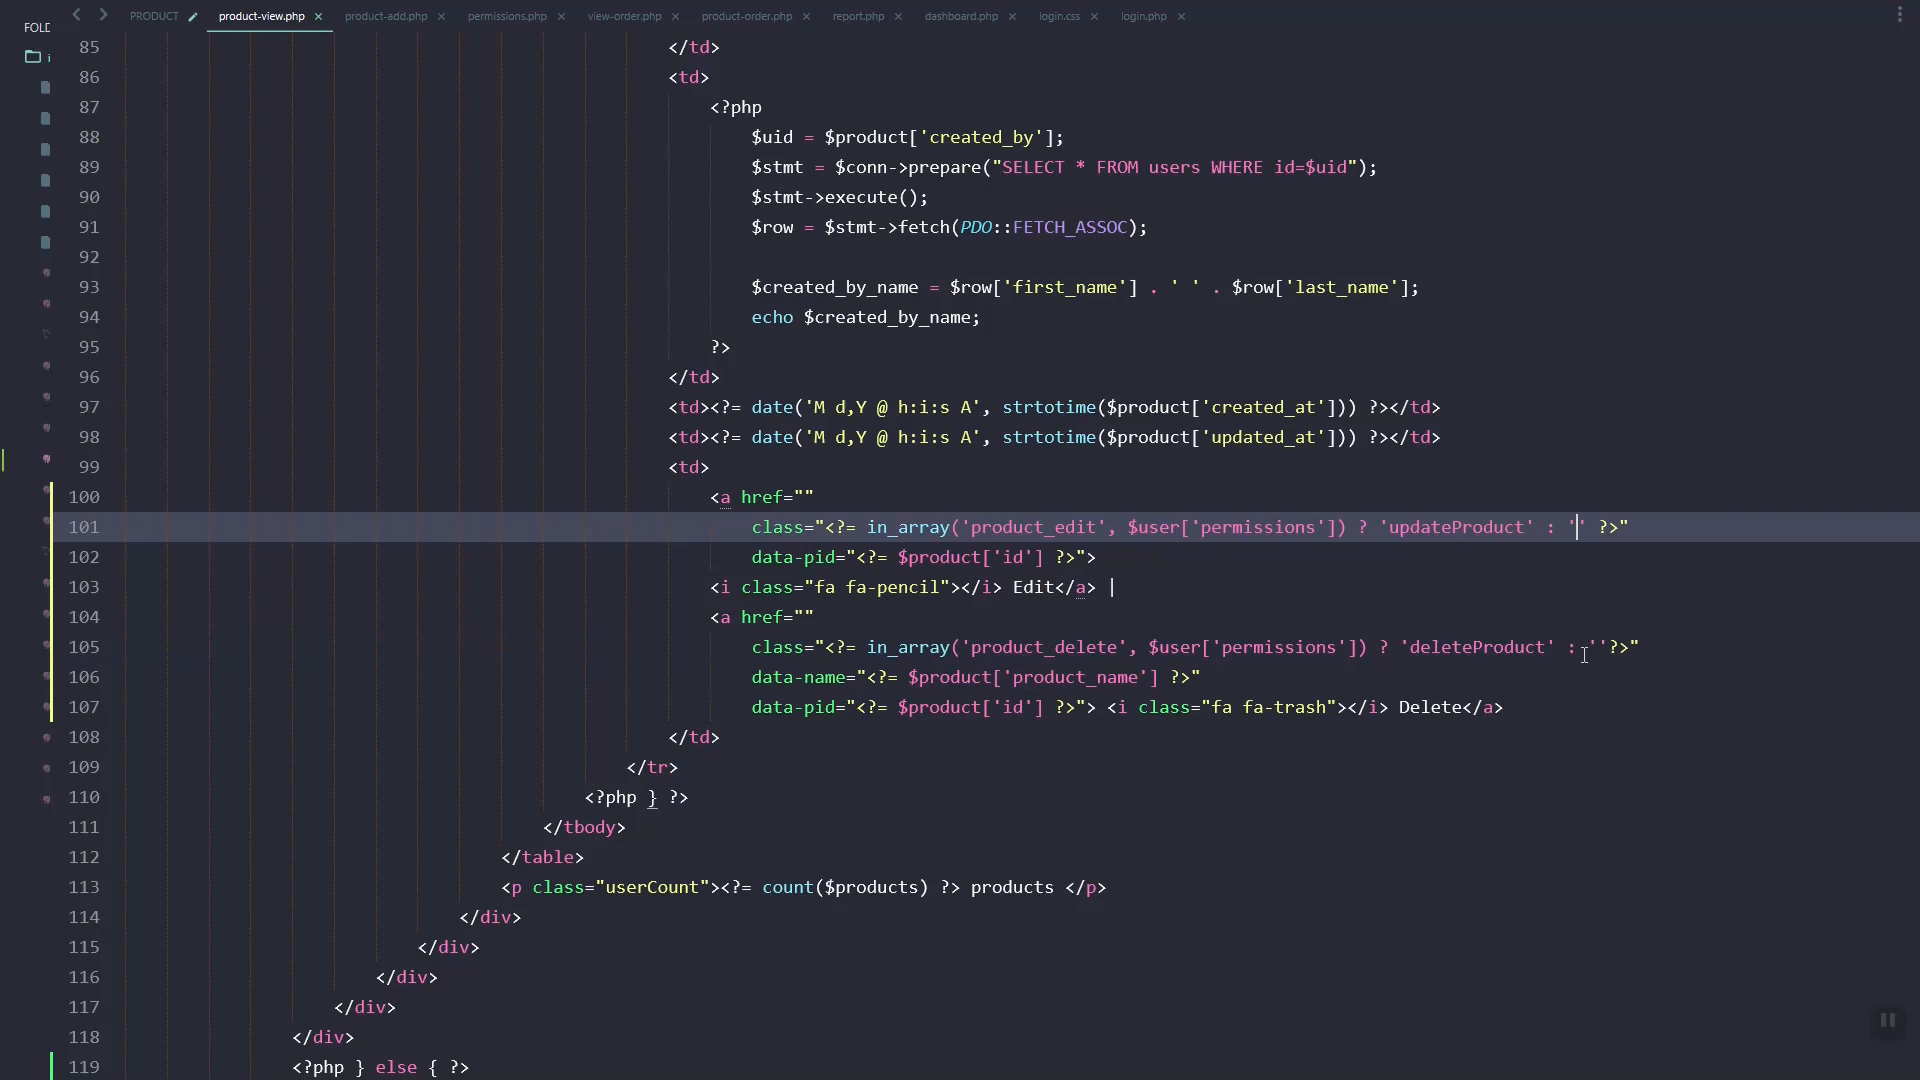 PRODUCT product-view.php × product-add.php × permissions.php × view-order.php × product-order.php × report.php × dashboard.php × login.css × login.php ×
FOLD
i
85 </td>
86 <td>
87 <?php
88 $uid = $product['created_by'];
89 $stmt = $conn->prepare("SELECT * FROM users WHERE id=$uid");
90 $stmt->execute();
91 $row = $stmt->fetch(PDO::FETCH_ASSOC);
92
93 $created_by_name = $row['first_name'] . ' ' . $row['last_name'];
94 echo $created_by_name;
95 ?>
96 </td>
97 <td><?= date('M d,Y @ h:i:s A', strtotime($product['created_at'])) ?></td>
98 <td><?= date('M d,Y @ h:i:s A', strtotime($product['updated_at'])) ?></td>
99 <td>
100 <a href=""
101 class="<?= in_array('product_edit', $user['permissions']) ? 'updateProduct' : '' ?>"
102 data-pid="<?= $product['id'] ?>">
103 <i class="fa fa-pencil"></i> Edit</a> |
104 <a href=""
105 class="<?= in_array('product_delete', $user['permissions']) ? 'deleteProduct' : ''?>"
106 data-name="<?= $product['product_name'] ?>"
107 data-pid="<?= $product['id'] ?>"> <i class="fa fa-trash"></i> Delete</a>
108 </td>
109 </tr>
110 <?php } ?>
111 </tbody>
112 </table>
113 <p class="userCount"><?= count($products) ?> products </p>
114 </div>
115 </div>
116 </div>
117 </div>
118 </div>
119 <?php } else { ?>